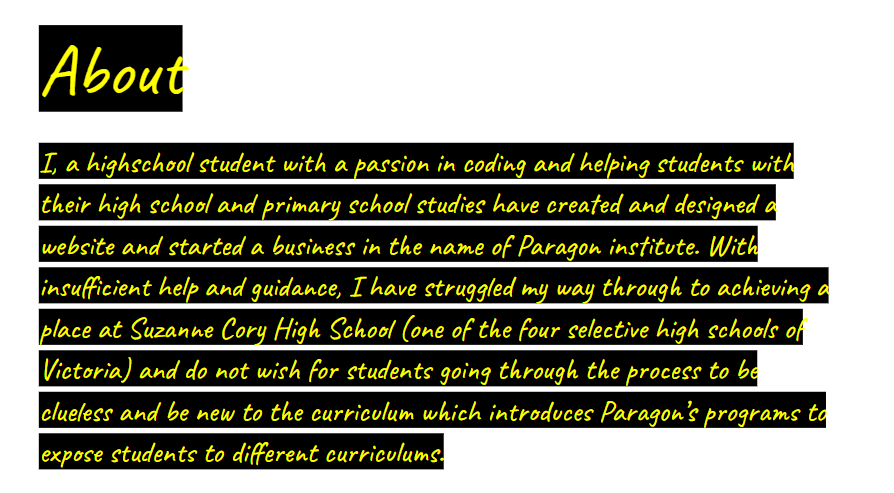 About
I, a highschool student with a passion in coding and helping students with
their high school and primary school studies have created and designed a
website and started a business in the name of Paragon institute. With
insufficient help and guidance, I have struggled my way through to achieving a
place at Suzanne Cory High School (one of the four selective high schools of
Victoria) and do not wish for students going through the process to be
clueless and be new to the curriculum which introduces Paragon's programs to
expose students to different curriculums.